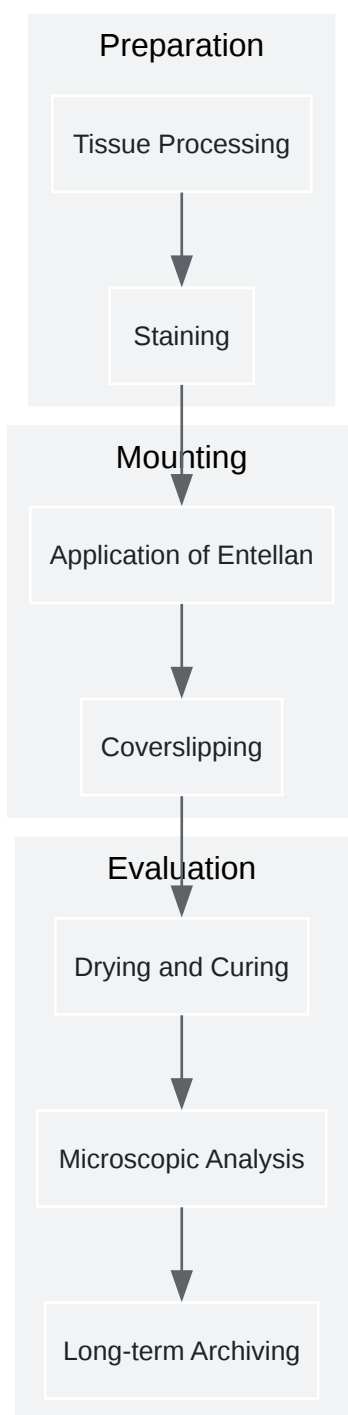 Preparation
Tissue Processing
Staining
Mounting
Application of Entellan
Coverslipping
Evaluation
Drying and Curing
Microscopic Analysis
Long-term Archiving